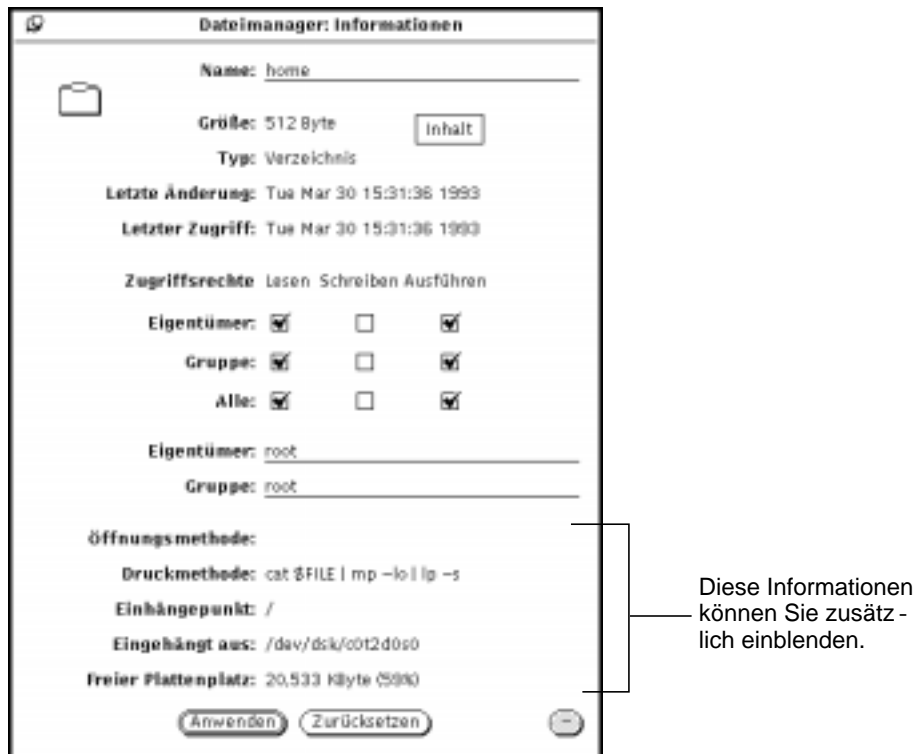 Dateimanager: Informationen
Name: home
Größe: 512 Byte
Inhalt
Typ: Verzeichnis
Letzte Änderung: Tue Mar 30 15:31:36 1993
Letzter Zugriff: Tue Mar 30 15:31:36 1993
Zugriffsrechte Lesen Schreiben Ausführen
Eigentümer:
Gruppe:
Alle:
Eigentümer: root
Gruppe: root
Öffnungsmethode:
Druckmethode: cat $FILE | mp -lo | lp -s
Einhängepunkt: /
Eingehängt aus: /dev/dsk/c0t2d0s0
Freier Plattenplatz: 20,533 KByte (59%)
Anwenden Zurücksetzen -
Diese Informationen
können Sie zusätz-
lich einblenden.